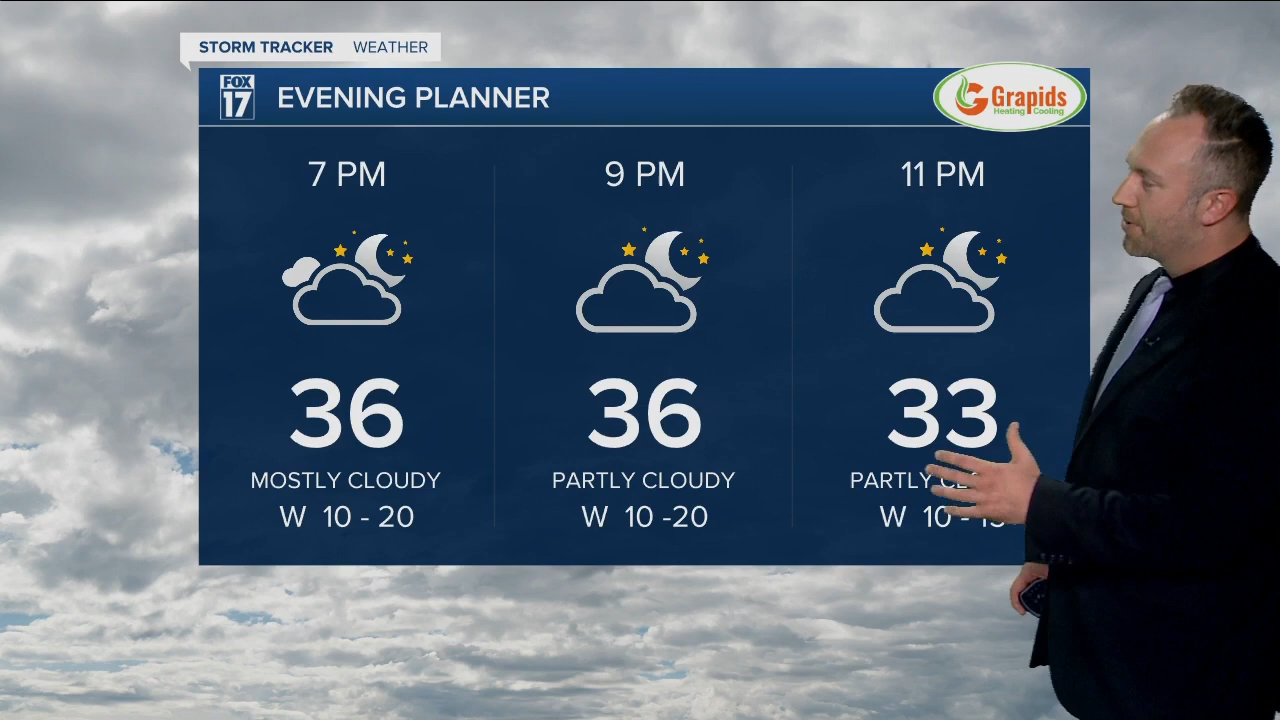 STORM TRACKER WEATHER
FOX
17
EVENING PLANNER
Grapids
Heating Cooling
7 PM
36
MOSTLY CLOUDY
W 10 - 20
9 PM
36
PARTLY CLOUDY
W 10 -20
11 PM
33
PARTLY
W 10 -